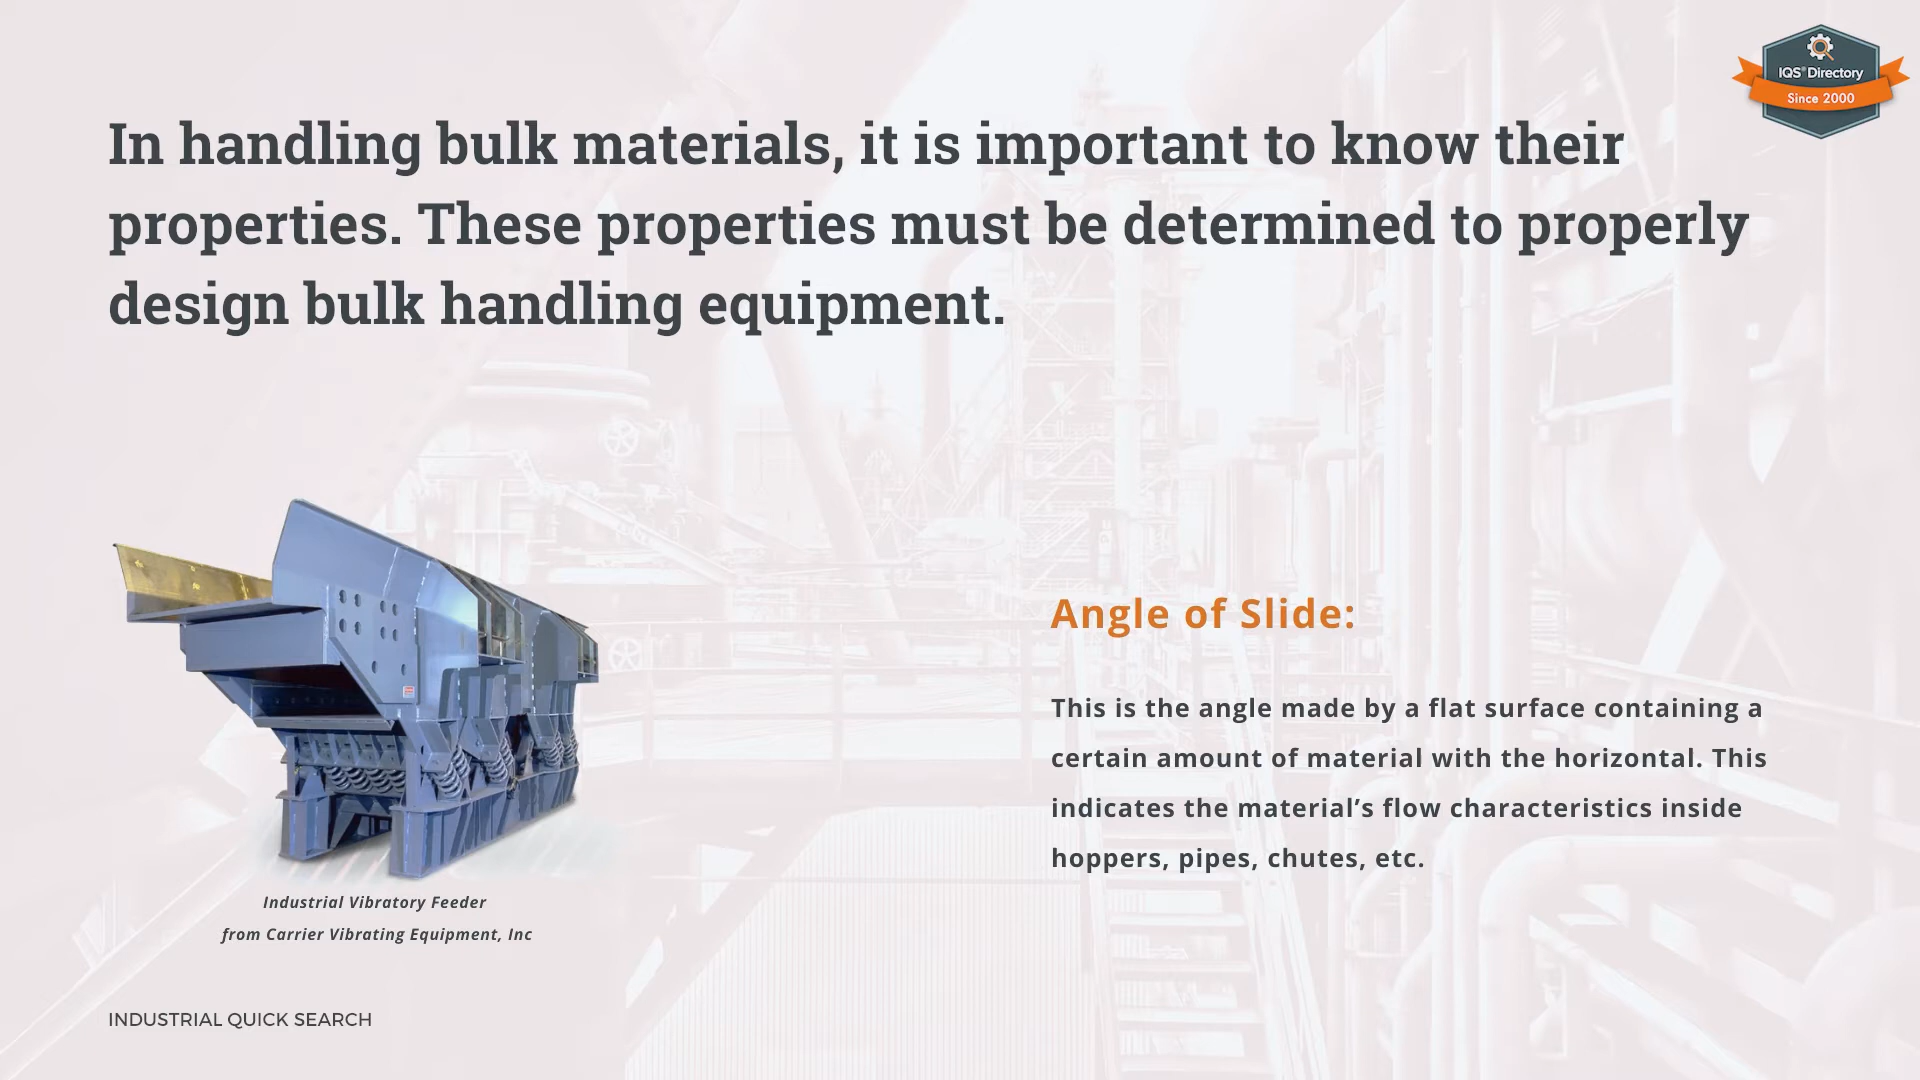 IQS® Directory
Since 2000
In handling bulk materials, it is important to know their
properties. These properties must be determined to properly
design bulk handling equipment.
Angle of Slide:
This is the angle made by a flat surface containing a
certain amount of material with the horizontal. This
indicates the material’s flow characteristics inside
hoppers, pipes, chutes, etc.
Industrial Vibratory Feeder
from Carrier Vibrating Equipment, Inc
INDUSTRIAL QUICK SEARCH